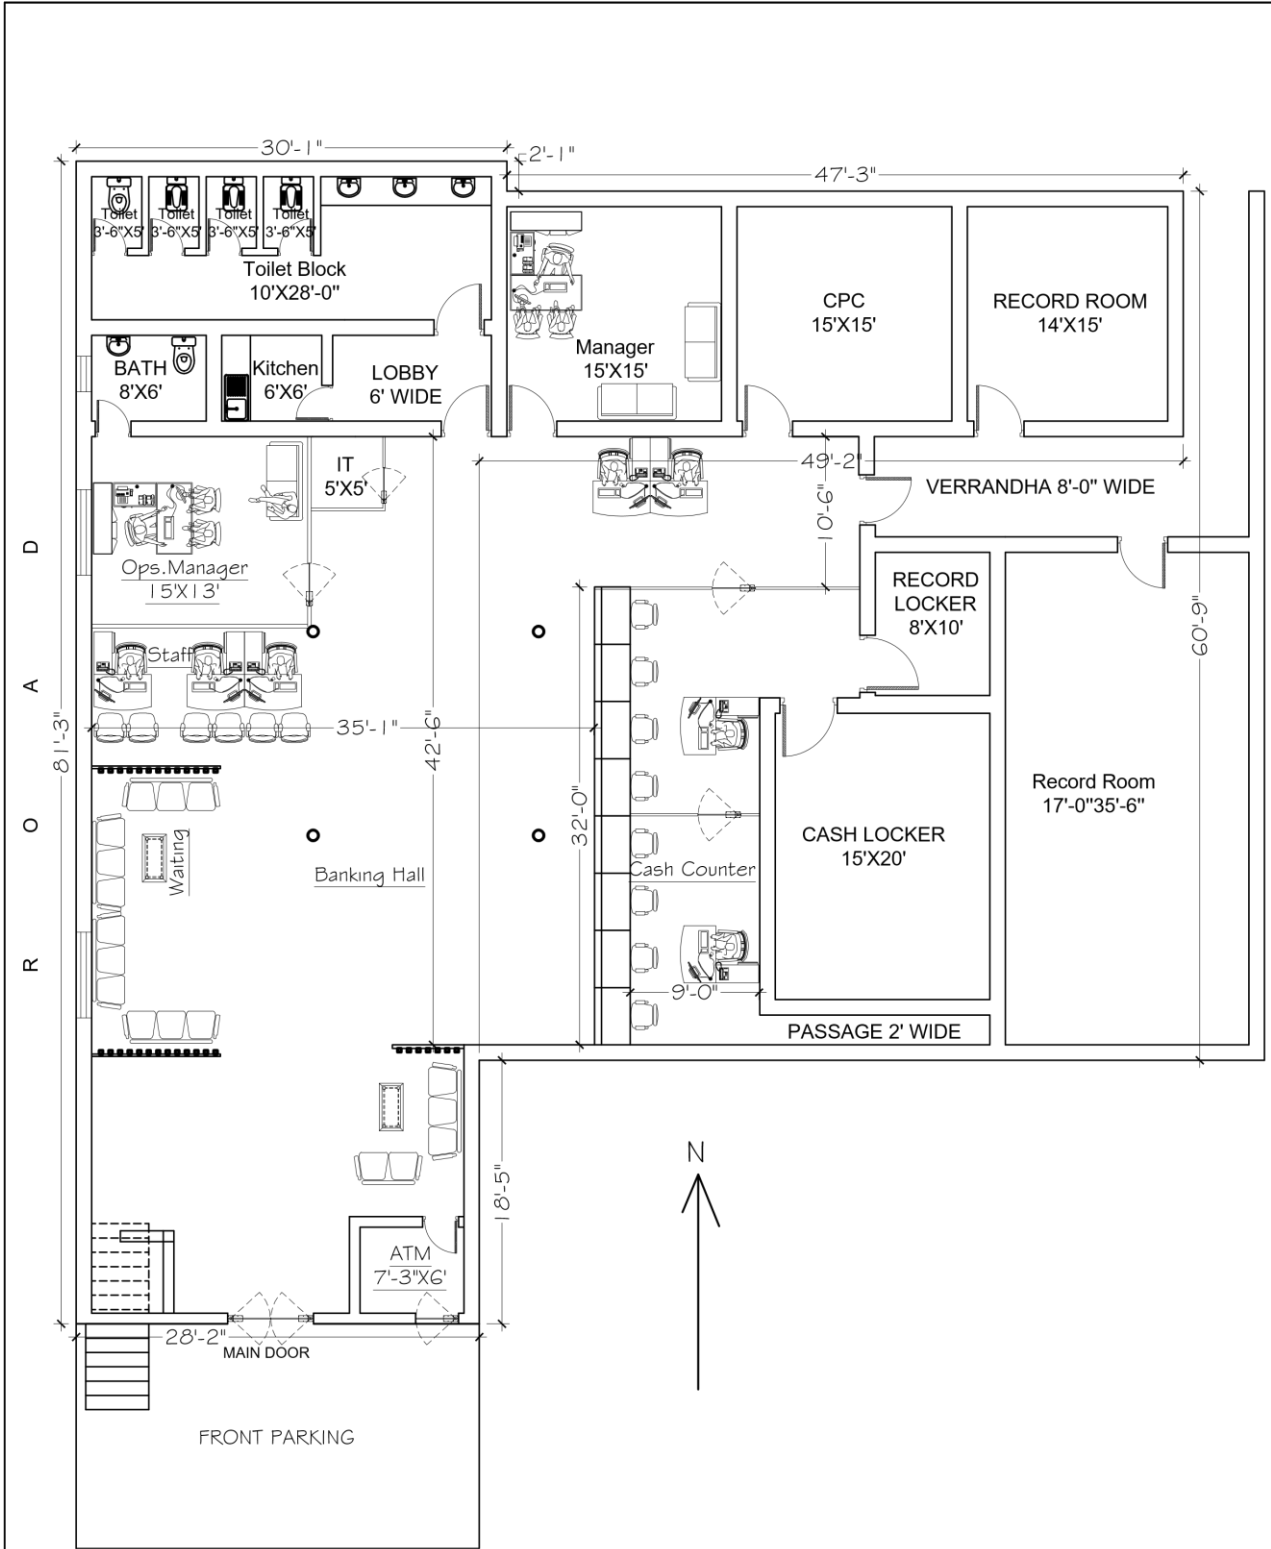 30'-1"
2'-1"
47'-3"
Toilet
3'-6"X5'
Toilet
3'-6"X5'
Toilet
3'-6"X5'
Toilet
3'-6"X5'
Toilet Block
10'X28'-0"
Manager
15'X15'
CPC
15'X15'
RECORD ROOM
14'X15'
BATH
8'X6'
Kitchen
6'X6'
LOBBY
6' WIDE
IT
5'X5'
49'-2"
VERRANDHA 8'-0" WIDE
10'-6"
Ops.Manager
15'X13'
RECORD
LOCKER
8'X10'
60'-9"
Staff
35'-1"
42'-6"
81'-3"
ROAD
32'-0"
Record Room
17'-0"35'-6"
CASH LOCKER
15'X20'
Waiting
Banking Hall
Cash Counter
9'-0"
PASSAGE 2' WIDE
N
18'-5"
ATM
7'-3"X6'
28'-2"
MAIN DOOR
FRONT PARKING